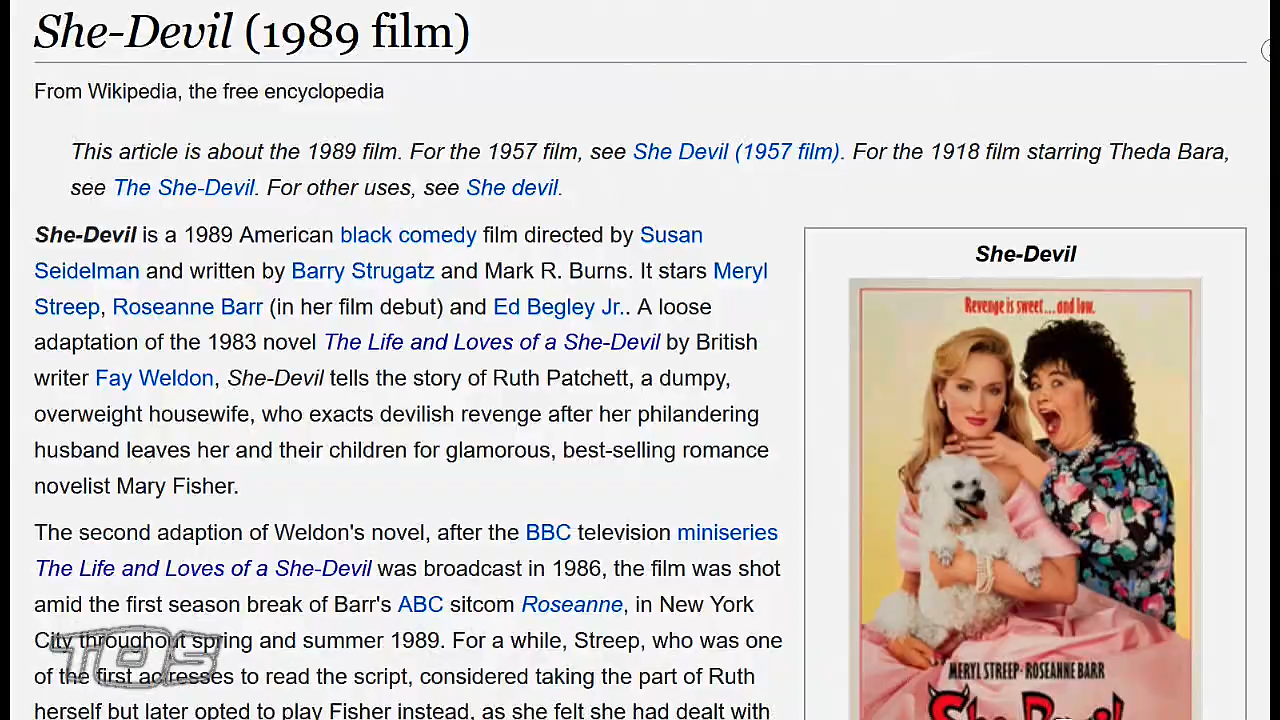 She-Devil (1989 film)
From Wikipedia, the free encyclopedia
This article is about the 1989 film. For the 1957 film, see She Devil (1957 film). For the 1918 film starring Theda Bara,
see The She-Devil. For other uses, see She devil.
She-Devil is a 1989 American black comedy film directed by Susan
Seidelman and written by Barry Strugatz and Mark R. Burns. It stars Meryl
Streep, Roseanne Barr (in her film debut) and Ed Begley Jr.. A loose
adaptation of the 1983 novel The Life and Loves of a She-Devil by British
writer Fay Weldon, She-Devil tells the story of Ruth Patchett, a dumpy,
overweight housewife, who exacts devilish revenge after her philandering
husband leaves her and their children for glamorous, best-selling romance
novelist Mary Fisher.
The second adaption of Weldon's novel, after the BBC television miniseries
The Life and Loves of a She-Devil was broadcast in 1986, the film was shot
amid the first season break of Barr's ABC sitcom Roseanne, in New York
City throughout spring and summer 1989. For a while, Streep, who was one
of the first actresses to read the script, considered taking the part of Ruth
herself but later opted to play Fisher instead, as she felt she had dealt with
TOS
She-Devil
Revenge is sweet...and low.
MERYL STREEP · ROSEANNE BARR
She-Devil